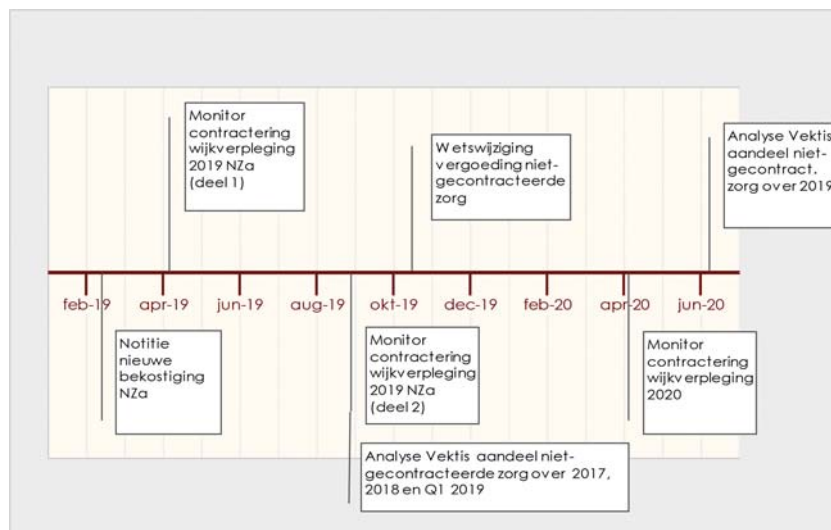 Monitor
contractering
wijkverpleging
2019 NZa
(deel 1)
Wetswijziging
vergoeding niet-
gecontracteerde
zorg
Analyse Vektis
aandeel niet-
gecontract.
zorg over 2019
feb-19
apr-19
jun-19
aug-19
okt-19
dec-19
feb-20
apr-20
jun-20
Notitie
nieuwe
bekostiging
NZa
Monitor
contractering
wijkverpleging
2019 NZa
(deel 2)
Monitor
contractering
wijkverpleging
2020
Analyse Vektis aandeel niet-
gecontracteerde zorg over 2017,
2018 en Q1 2019